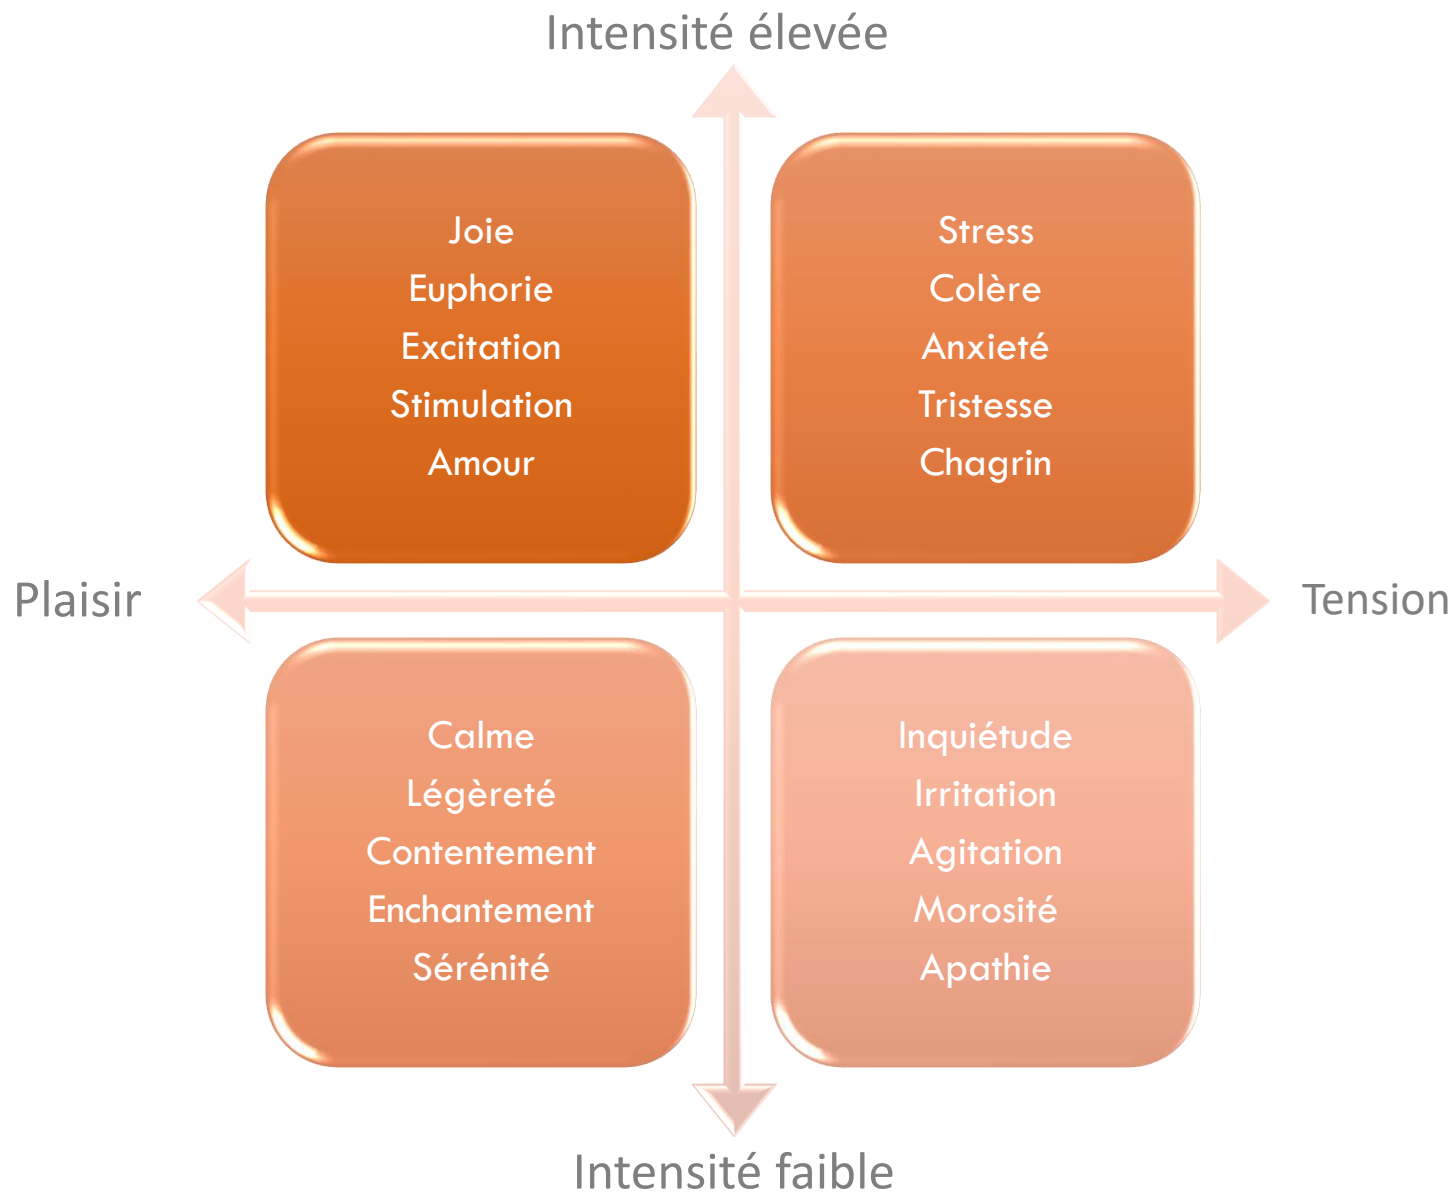 Intensité élevée
Joie
Euphorie
Excitation
Stimulation
Amour
Stress
Colère
Anxieté
Tristesse
Chagrin
Plaisir
Tension
Calme
Légèreté
Contentement
Enchantement
Sérénité
Inquiétude
Irritation
Agitation
Morosité
Apathie
Intensité faible